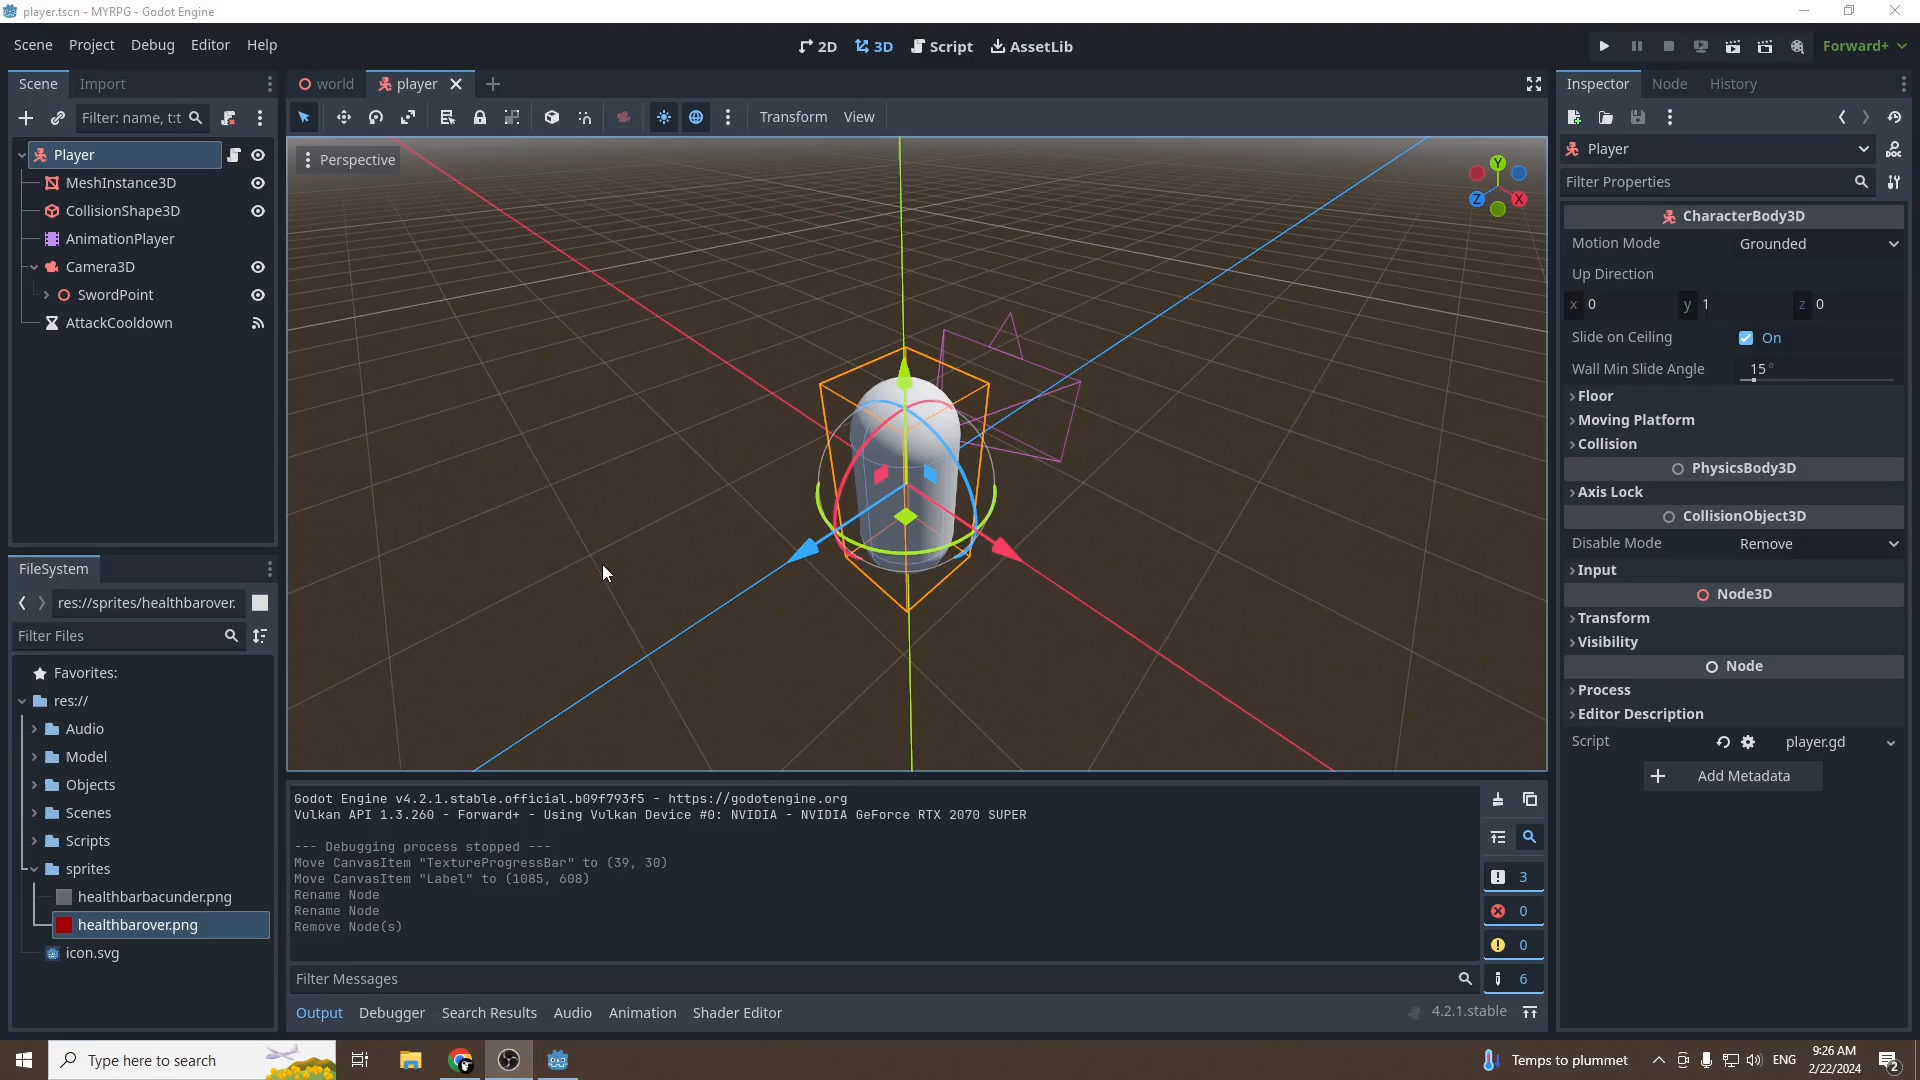 player.tscn - MYRPG - Godot Engine
Scene Project Debug Editor Help
2D 3D Script AssetLib
Forward+
Scene Import
world player
Inspector Node History
Filter: name, t:t
Transform View
Player
MeshInstance3D
CollisionShape3D
AnimationPlayer
Camera3D
SwordPoint
AttackCooldown
Perspective
Y
Z
X
FileSystem
res://sprites/healthbarover.
Filter Files
Favorites:
res://
Audio
Model
Objects
Scenes
Scripts
sprites
healthbarbacunder.png
healthbarover.png
icon.svg
Godot Engine v4.2.1.stable.official.b09f793f5 - https://godotengine.org
Vulkan API 1.3.260 - Forward+ - Using Vulkan Device #0: NVIDIA - NVIDIA GeForce RTX 2070 SUPER
--- Debugging process stopped ---
Move CanvasItem "TextureProgressBar" to (39, 30)
Move CanvasItem "Label" to (1085, 608)
Rename Node
Rename Node
Remove Node(s)
3
0
0
6
Filter Messages
Output Debugger Search Results Audio Animation Shader Editor
4.2.1.stable
Player
DOC
Filter Properties
CharacterBody3D
Motion Mode Grounded
Up Direction
x 0 y 1 z 0
Slide on Ceiling On
Wall Min Slide Angle 15 °
Floor
Moving Platform
Collision
PhysicsBody3D
Axis Lock
CollisionObject3D
Disable Mode Remove
Input
Node3D
Transform
Visibility
Node
Process
Editor Description
Script player.gd
Add Metadata
Type here to search
Temps to plummet
ENG
9:26 AM
2/22/2024
2